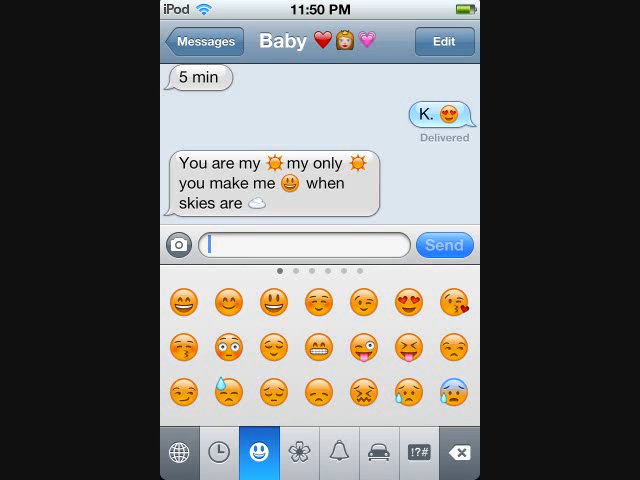 iPod 11:50 PM
Messages Baby ❤️👸💗 Edit
5 min
K. 😍
Delivered
You are my ☀️ my only ☀️
you make me 😃 when
skies are ☁️
Send
!?#